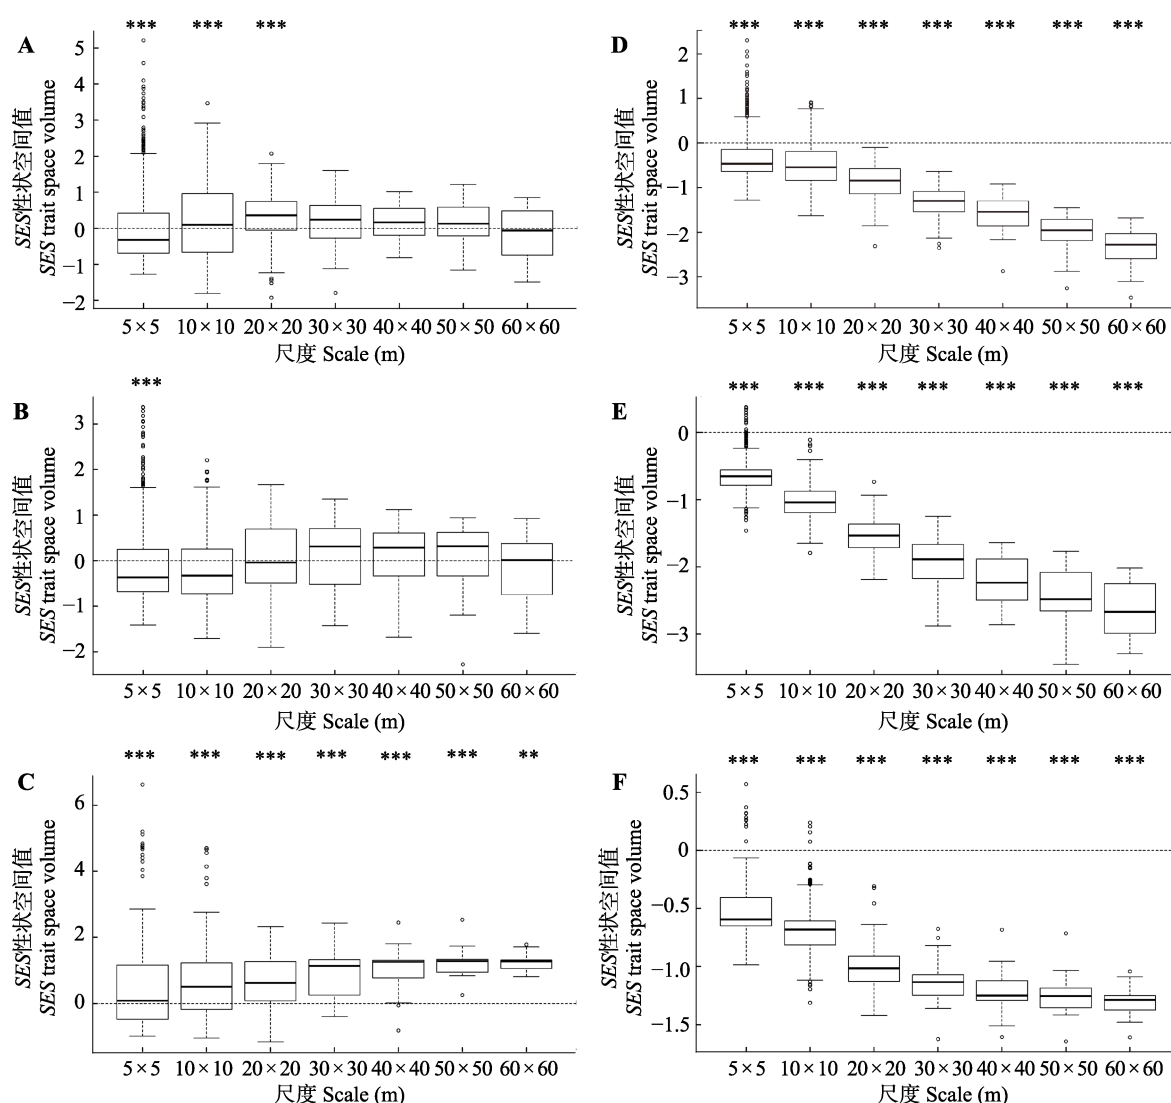 A
*** *** ***
SES性状空间值
SES trait space volume
5
4
3
2
1
0
−1
−2
5×5 10×10 20×20 30×30 40×40 50×50 60×60
尺度 Scale (m)
D
*** *** *** *** *** *** ***
SES性状空间值
SES trait space volume
2
1
0
−1
−2
−3
5×5 10×10 20×20 30×30 40×40 50×50 60×60
尺度 Scale (m)
B
***
SES性状空间值
SES trait space volume
3
2
1
0
−1
−2
5×5 10×10 20×20 30×30 40×40 50×50 60×60
尺度 Scale (m)
E
*** *** *** *** *** *** ***
SES性状空间值
SES trait space volume
0
−1
−2
−3
5×5 10×10 20×20 30×30 40×40 50×50 60×60
尺度 Scale (m)
C
*** *** *** *** *** *** **
SES性状空间值
SES trait space volume
6
4
2
0
5×5 10×10 20×20 30×30 40×40 50×50 60×60
尺度 Scale (m)
F
*** *** *** *** *** *** ***
SES性状空间值
SES trait space volume
0.5
0
−0.5
−1.0
−1.5
5×5 10×10 20×20 30×30 40×40 50×50 60×60
尺度 Scale (m)